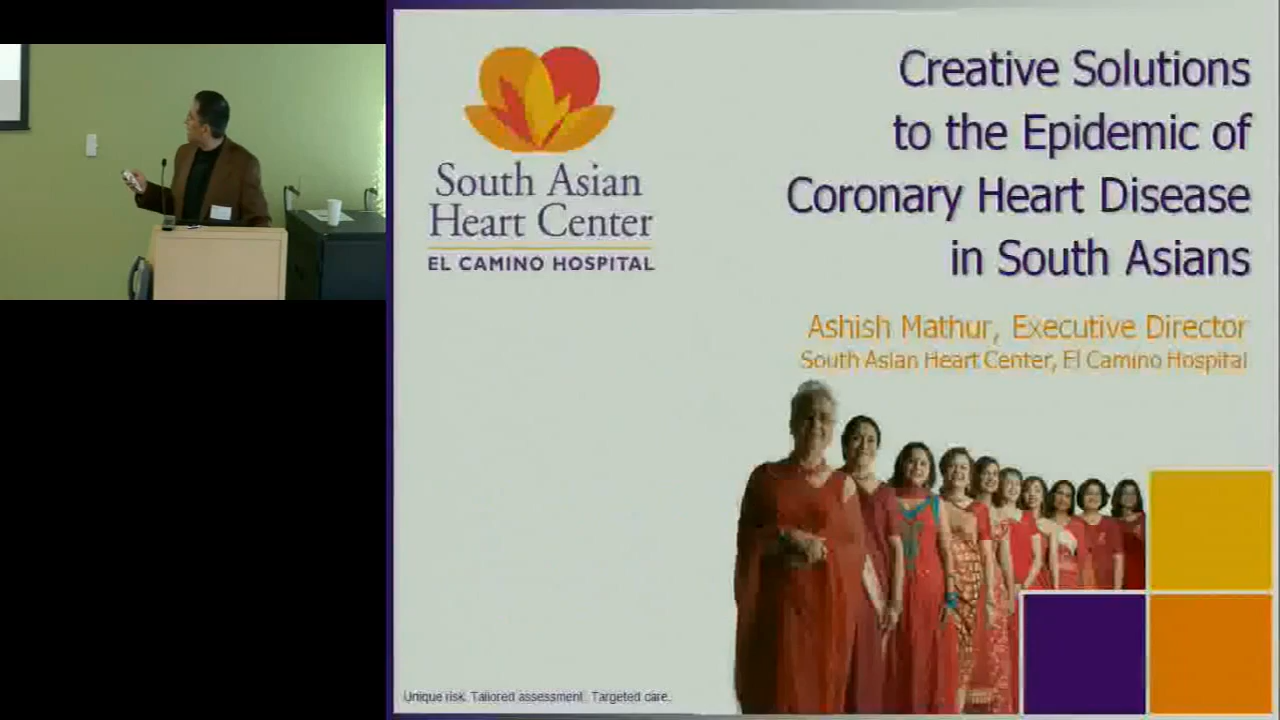 South Asian
Heart Center
EL CAMINO HOSPITAL
Creative Solutions
to the Epidemic of
Coronary Heart Disease
in South Asians
Ashish Mathur, Executive Director
South Asian Heart Center, El Camino Hospital
Unique risk. Tailored assessment. Targeted care.